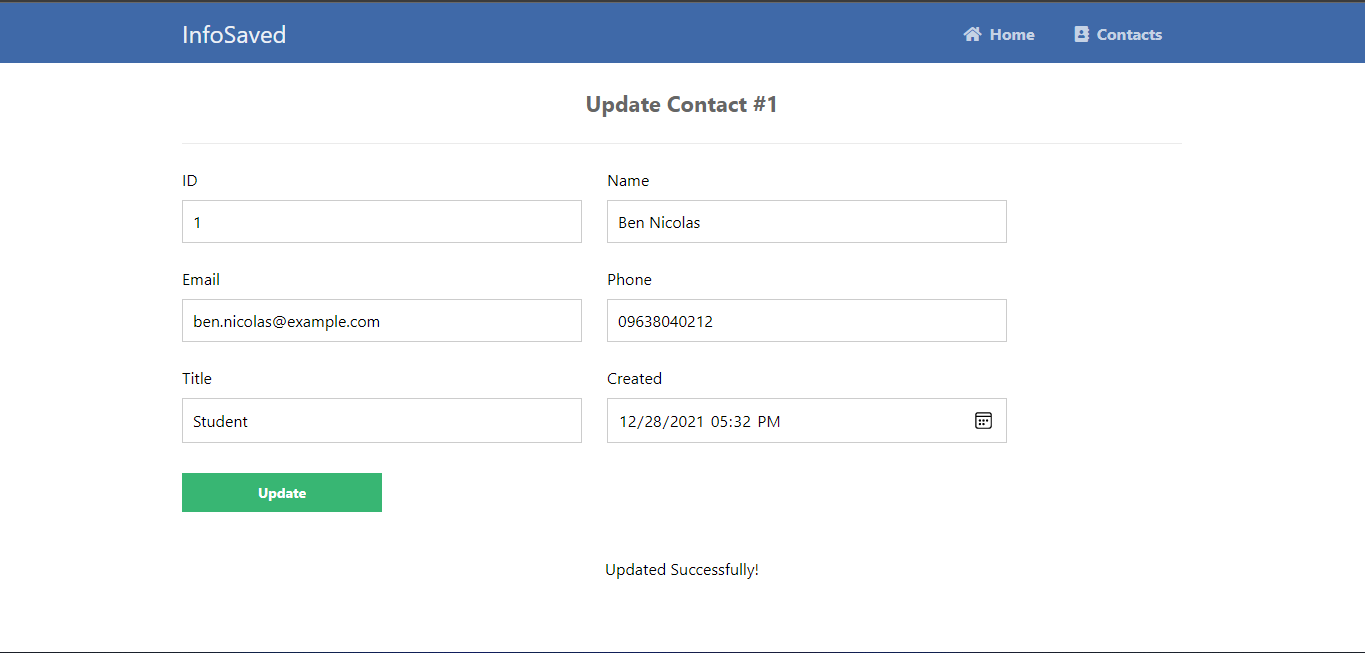 InfoSaved Home Contacts
Update Contact #1
ID Name
1 Ben Nicolas
Email Phone
ben.nicolas@example.com 09638040212
Title Created
Student 12/28/2021 05:32 PM
Update
Updated Successfully!